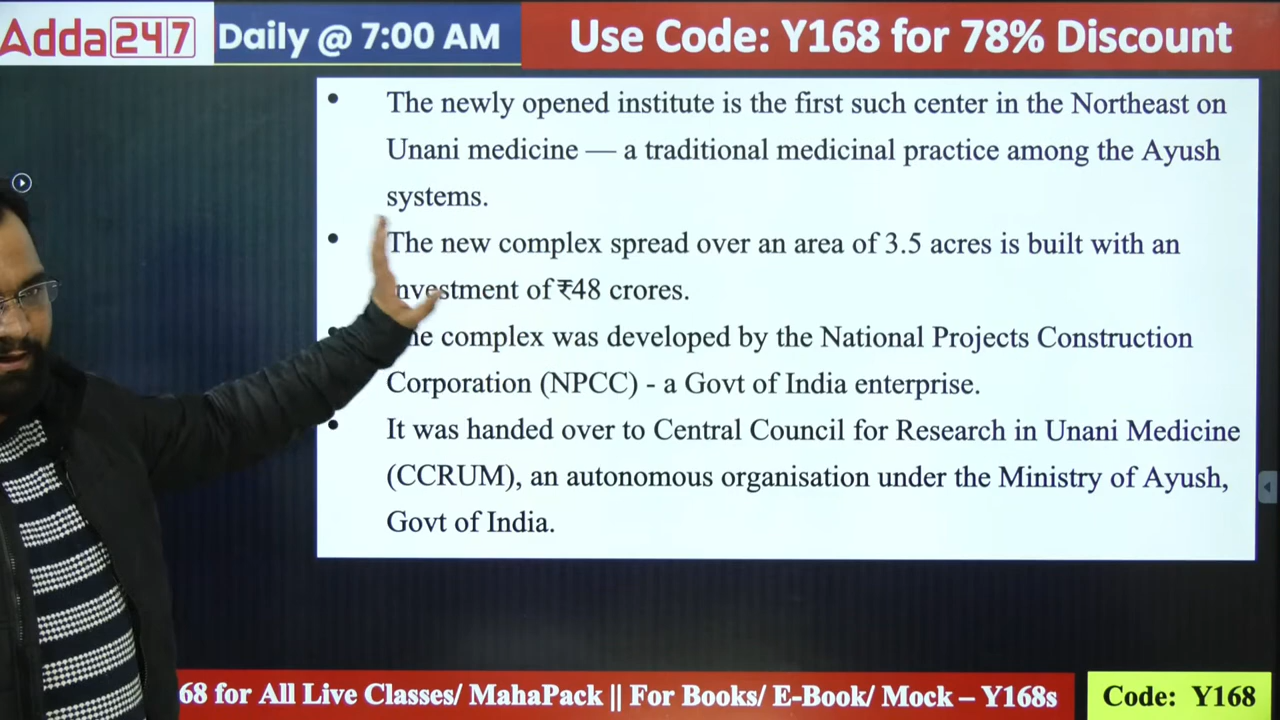 Adda247
Daily @ 7:00 AM
Use Code: Y168 for 78% Discount
• The newly opened institute is the first such center in the Northeast on
Unani medicine — a traditional medicinal practice among the Ayush
systems.
• The new complex spread over an area of 3.5 acres is built with an
nvestment of ₹48 crores.
• he complex was developed by the National Projects Construction
Corporation (NPCC) - a Govt of India enterprise.
• It was handed over to Central Council for Research in Unani Medicine
(CCRUM), an autonomous organisation under the Ministry of Ayush,
Govt of India.
68 for All Live Classes/ MahaPack || For Books/ E-Book/ Mock – Y168s
Code: Y168